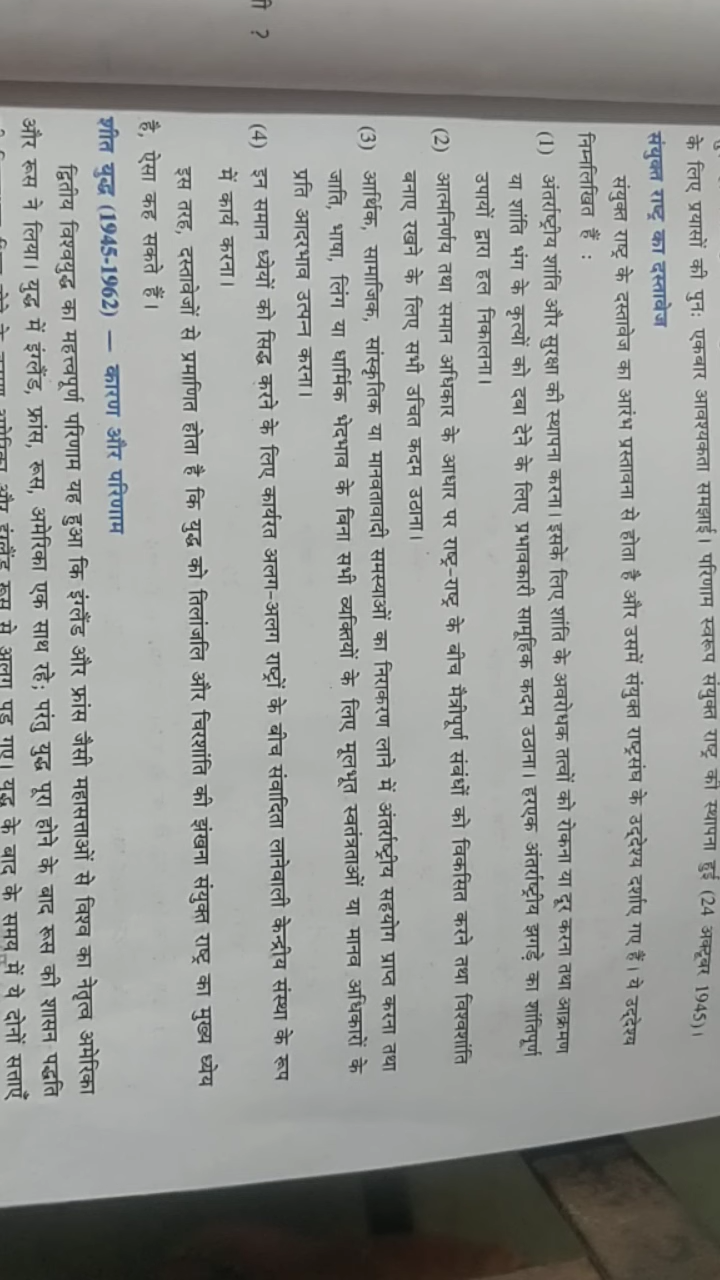 के लिए प्रयासों की पुनः एकबार आवश्यकता समझाई। परिणाम स्वरूप संयुक्त राष्ट्र की स्थापना हुई (24 अक्टूबर 1945)।
संयुक्त राष्ट्र का दस्तावेज
संयुक्त राष्ट्र के दस्तावेज का आरंभ प्रस्तावना से होता है और उसमें संयुक्त राष्ट्रसंघ के उद्देश्य दर्शाए गए हैं। ये उद्देश्य
निम्नलिखित हैं :
(1) अंतर्राष्ट्रीय शांति और सुरक्षा की स्थापना करना। इसके लिए शांति के अवरोधक तत्वों को रोकना या दूर करना तथा आक्रमण
या शांति भंग के कृत्यों को दबा देने के लिए प्रभावकारी सामूहिक कदम उठाना। हरएक अंतर्राष्ट्रीय झगड़े का शांतिपूर्ण
उपायों द्वारा हल निकालना।
(2) आत्मनिर्णय तथा समान अधिकार के आधार पर राष्ट्र-राष्ट्र के बीच मैत्रीपूर्ण संबंधों को विकसित करने तथा विश्वशांति
बनाए रखने के लिए सभी उचित कदम उठाना।
(3) आर्थिक, सामाजिक, सांस्कृतिक या मानवतावादी समस्याओं का निराकरण लाने में अंतर्राष्ट्रीय सहयोग प्राप्त करना तथा
जाति, भाषा, लिंग या धार्मिक भेदभाव के बिना सभी व्यक्तियों के लिए मूलभूत स्वतंत्रताओं या मानव अधिकारों के
प्रति आदरभाव उत्पन्न करना।
(4) इन समान ध्येयों को सिद्ध करने के लिए कार्यरत अलग-अलग राष्ट्रों के बीच संवादिता लानेवाली केन्द्रीय संस्था के रूप
में कार्य करना।
इस तरह, दस्तावेजों से प्रमाणित होता है कि युद्ध को तिलांजलि और चिरशांति की झंखना संयुक्त राष्ट्र का मुख्य ध्येय
है, ऐसा कह सकते हैं।
शीत युद्ध (1945-1962) – कारण और परिणाम
द्वितीय विश्वयुद्ध का महत्त्वपूर्ण परिणाम यह हुआ कि इंग्लैंड और फ्रांस जैसी महासत्ताओं से विश्व का नेतृत्व अमेरिका
और रूस ने लिया। युद्ध में इंग्लैंड, फ्रांस, रूस, अमेरिका एक साथ रहे; परंतु युद्ध पूरा होने के बाद रूस की शासन पद्धति
अमेरिका और इंग्लैंड रूस से अलग पड़ गए। युद्ध के बाद के समय में ये दोनों सत्ताएँ
?